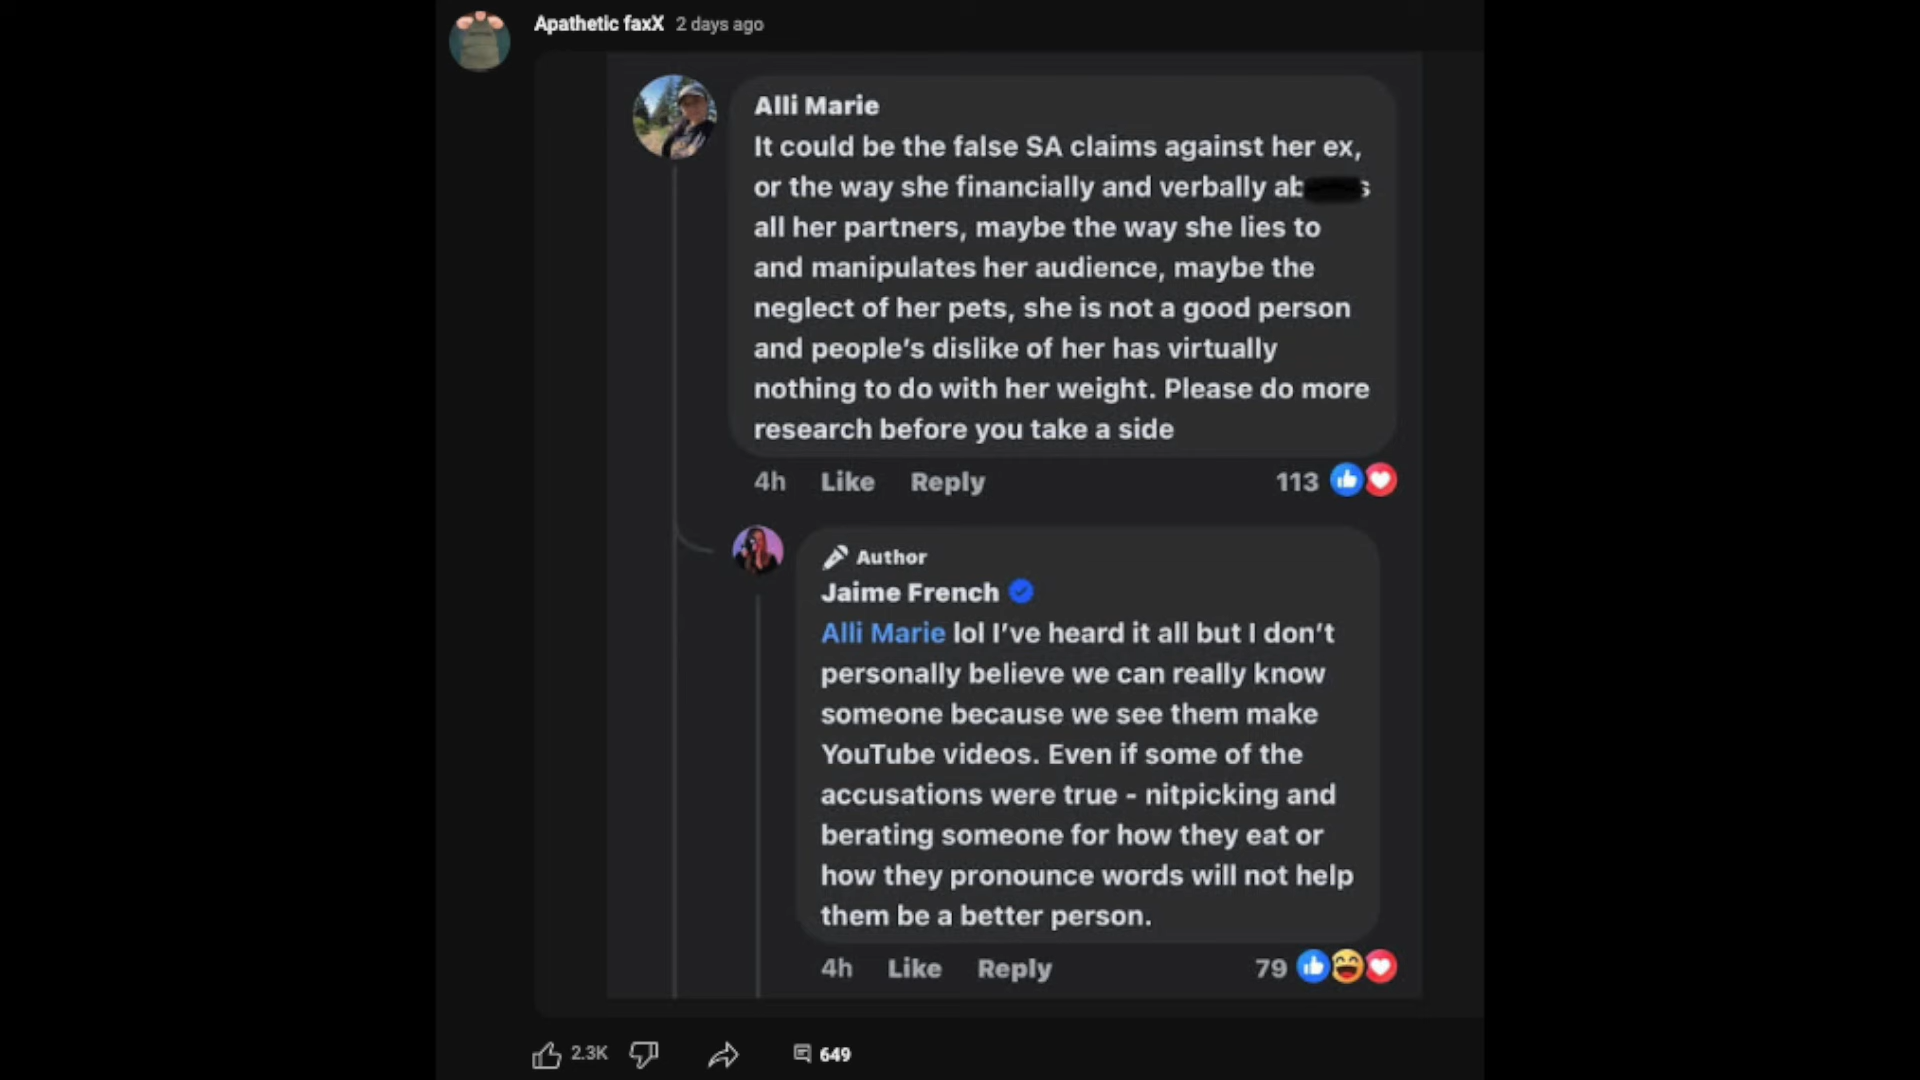 Apathetic faxX 2 days ago
Alli Marie
It could be the false SA claims against her ex,
or the way she financially and verbally ab s
all her partners, maybe the way she lies to
and manipulates her audience, maybe the
neglect of her pets, she is not a good person
and people’s dislike of her has virtually
nothing to do with her weight. Please do more
research before you take a side
4h Like Reply 113
Author
Jaime French
Alli Marie lol I’ve heard it all but I don’t
personally believe we can really know
someone because we see them make
YouTube videos. Even if some of the
accusations were true - nitpicking and
berating someone for how they eat or
how they pronounce words will not help
them be a better person.
4h Like Reply 79
2.3K 649